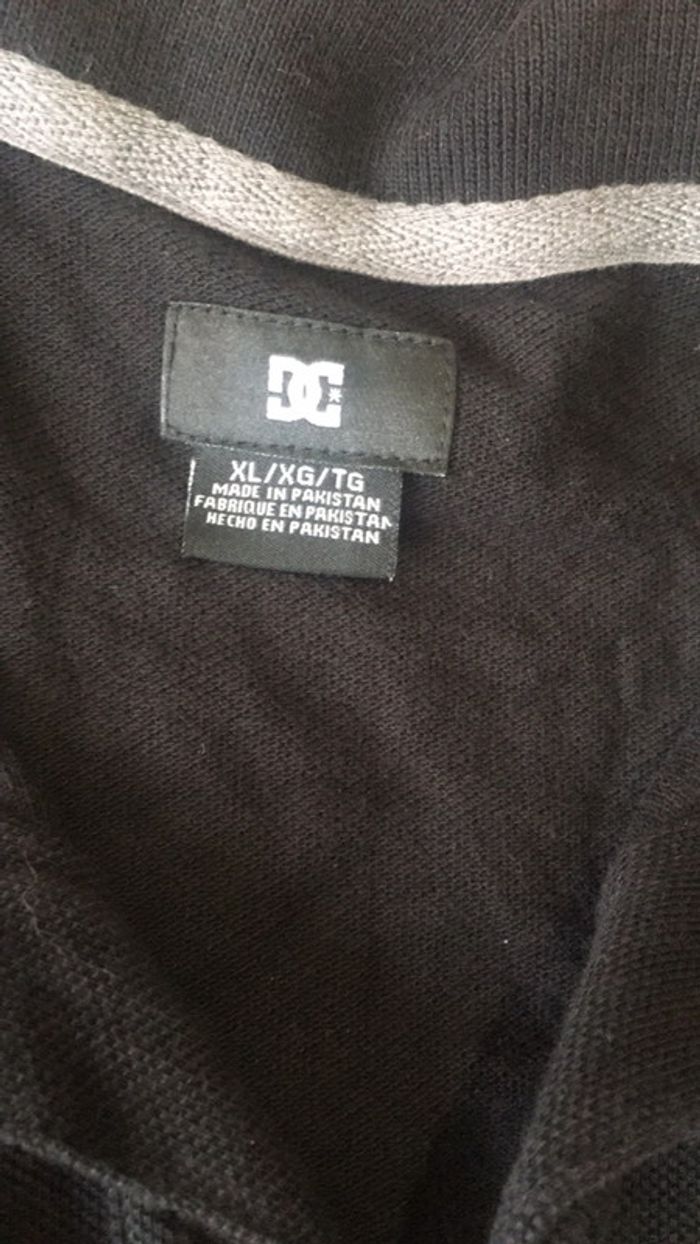 DC
XL/XG/TG
MADE IN PAKISTAN
FABRIQUE EN PAKISTAN
HECHO EN PAKISTAN